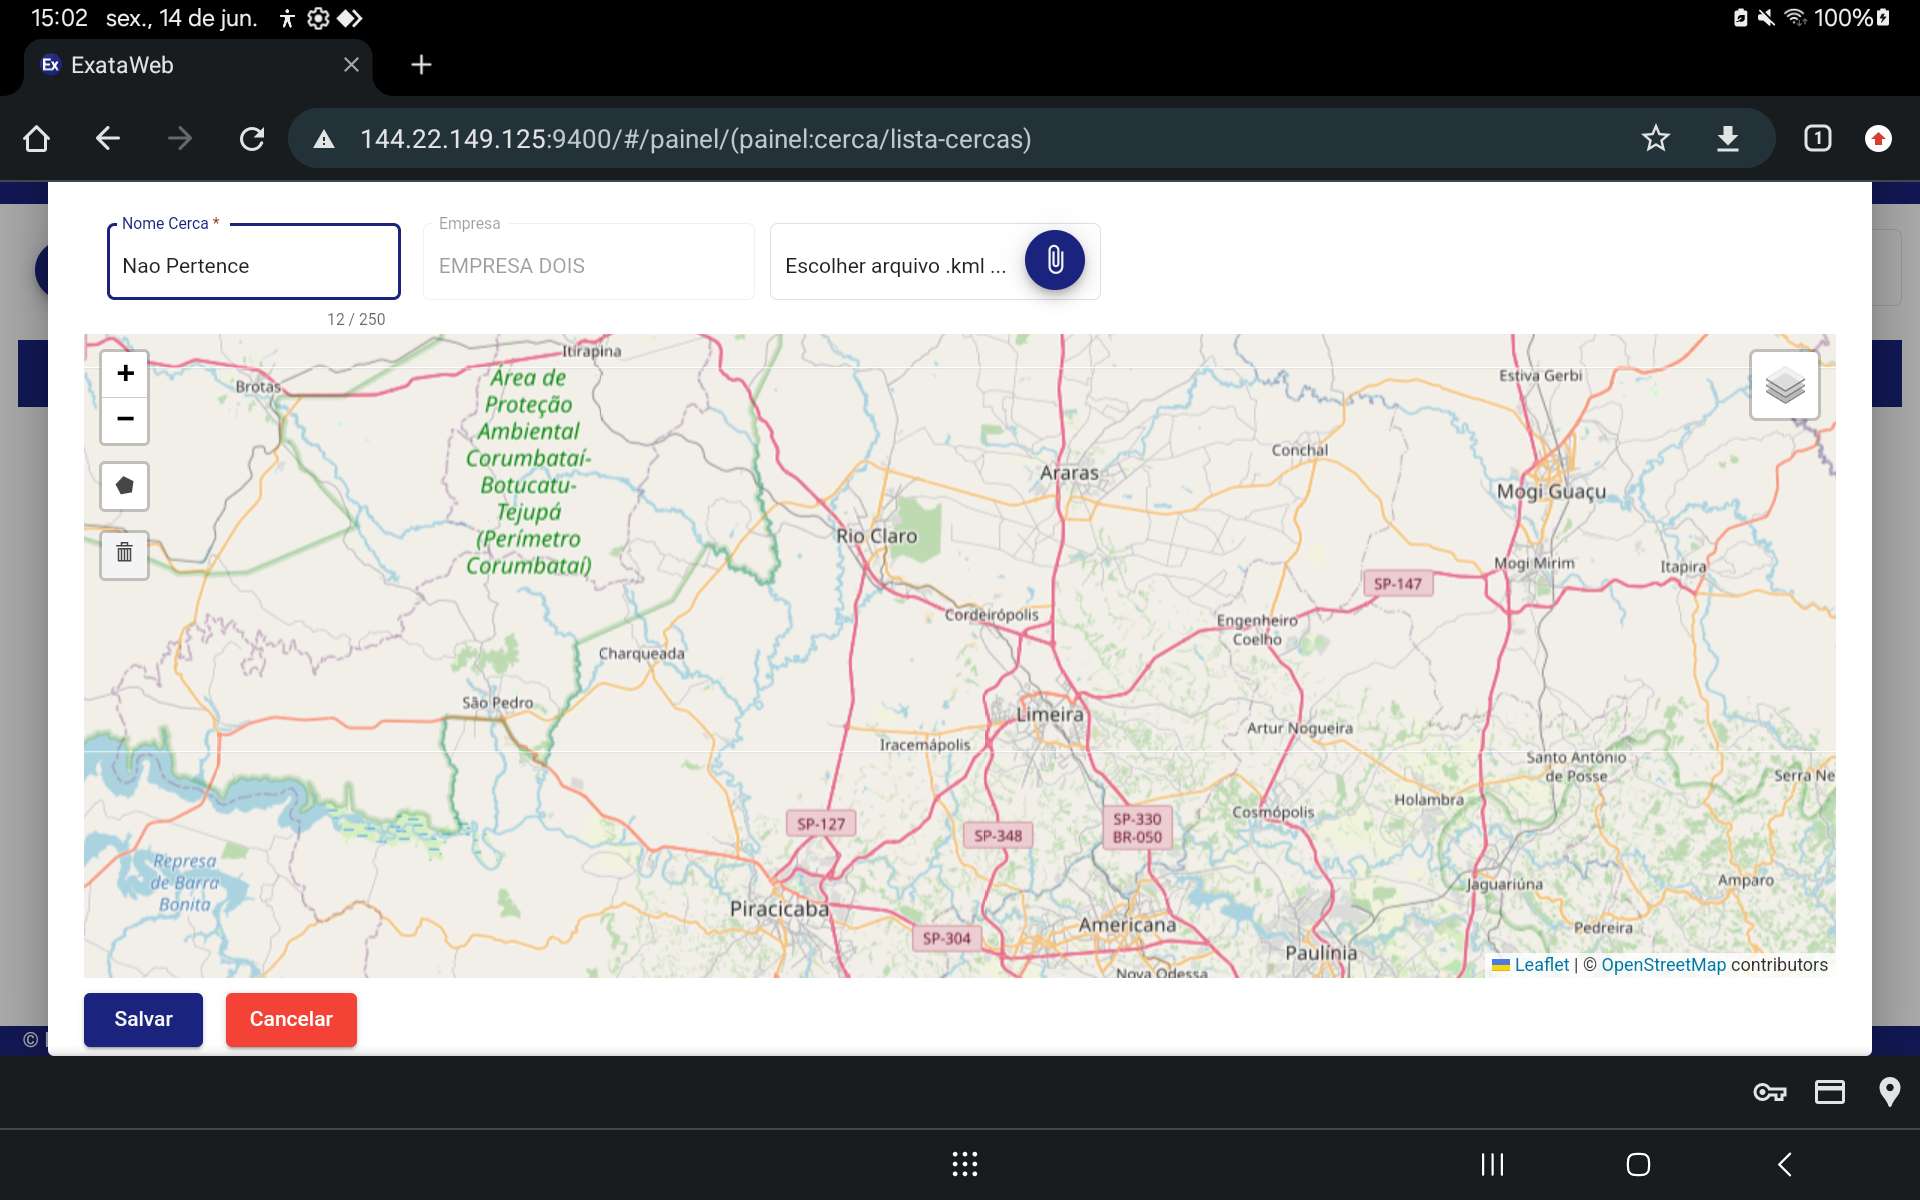 15:02 sex., 14 de jun. 100%
Ex ExataWeb
144.22.149.125:9400/#/painel/(painel:cerca/lista-cercas)
1
Nome Cerca *
Nao Pertence
12 / 250
Empresa
EMPRESA DOIS
Escolher arquivo .kml ...
+
−
Itirapina
Brotas
Área de
Proteção
Ambiental
Corumbataí-
Botucatu-
Tejupá
(Perímetro
Corumbataí)
Estiva Gerbi
Conchal
Araras
Mogi Guaçu
Rio Claro
Mogi Mirim
Itapira
SP-147
Cordeirópolis
Engenheiro
Coelho
Charqueada
São Pedro
Limeira
Artur Nogueira
Iracemápolis
Santo Antônio
de Posse
Serra Ne
Holambra
Cosmópolis
SP-127
SP-348
SP-330
BR-050
Represa
de Barra
Bonita
Jaguariúna
Amparo
Piracicaba
Americana
Pedreira
SP-304
Paulínia
Nova Odessa
Leaflet | © OpenStreetMap contributors
Salvar
Cancelar
©